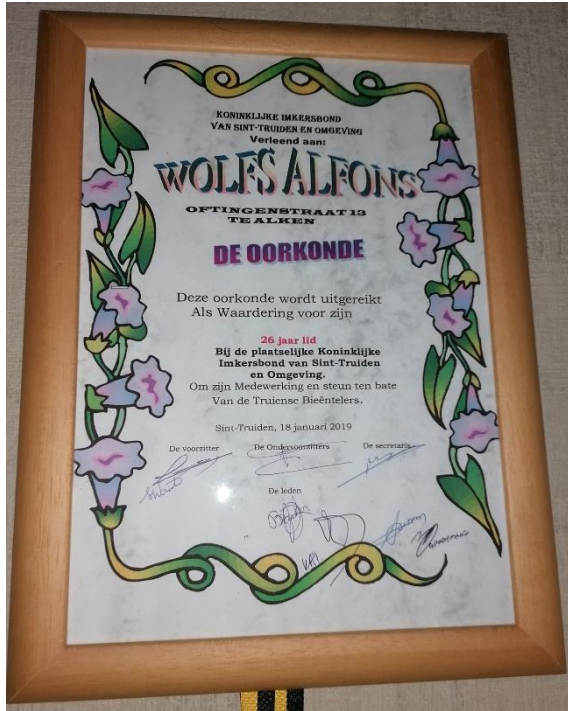 KONINKLIJKE IMKERSBOND
VAN SINT-TRUIDEN EN OMGEVING
Verleend aan:
WOLFS ALFONS
OFTINGENSTRAAT 13
TE ALKEN
DE OORKONDE
Deze oorkonde wordt uitgereikt
Als Waardering voor zijn
26 jaar lid
Bij de plaatselijke Koninklijke
Imkersbond van Sint-Truiden
en Omgeving.
Om zijn Medewerking en steun ten bate
Van de Truiense Bieëntelers.
Sint-Truiden, 18 januari 2019
De voorzitter De Ondervoorzitters De secretaris
De leden